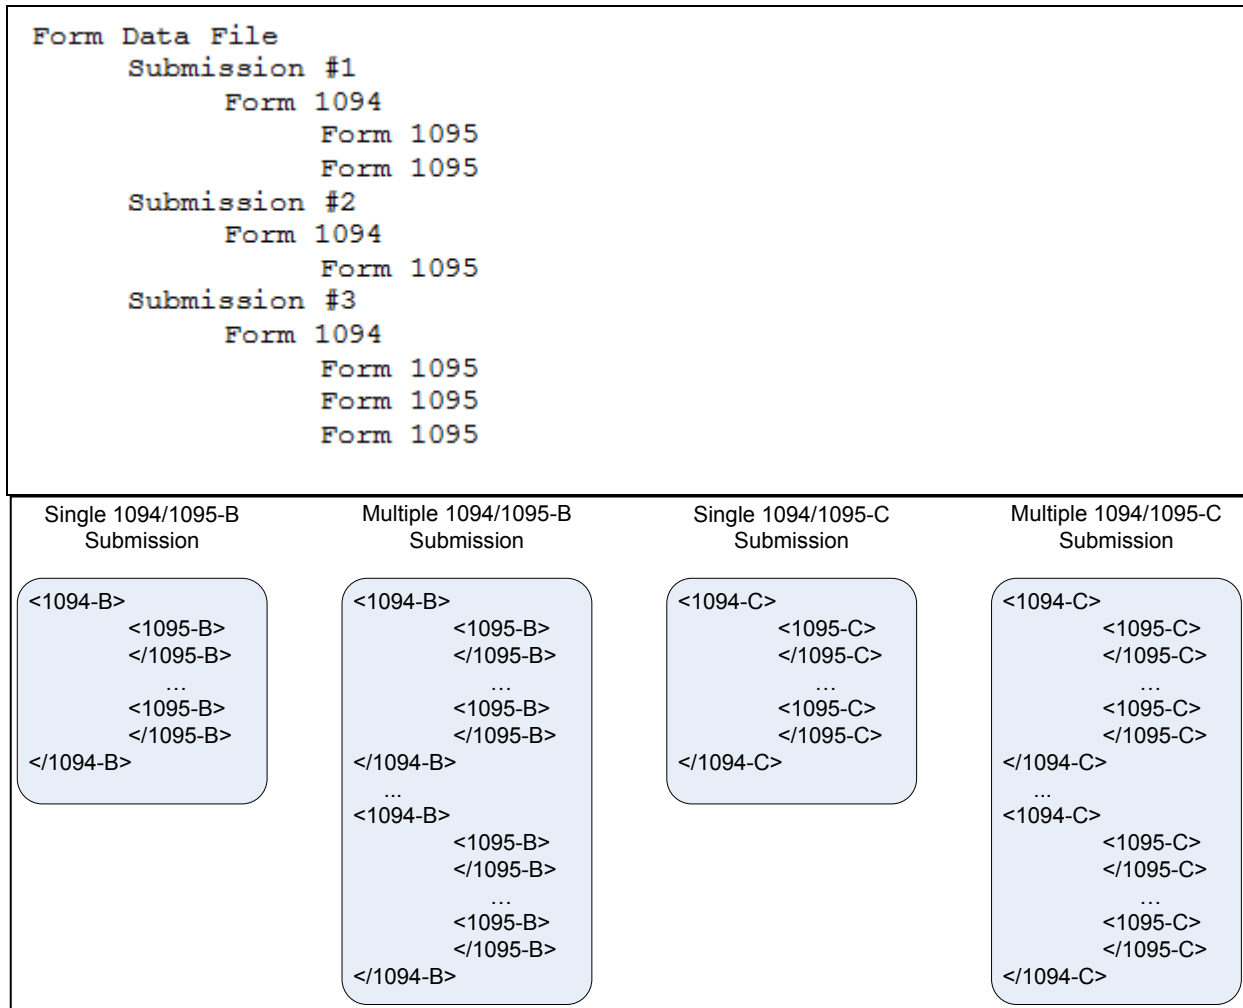 Form Data File
Submission #1
Form 1094
Form 1095
Form 1095
Submission #2
Form 1094
Form 1095
Submission #3
Form 1094
Form 1095
Form 1095
Form 1095
Single 1094/1095-B
Submission
<1094-B>
<1095-B>
</1095-B>
...
<1095-B>
</1095-B>
</1094-B>
Multiple 1094/1095-B
Submission
<1094-B>
<1095-B>
</1095-B>
...
<1095-B>
</1095-B>
</1094-B>
...
<1094-B>
<1095-B>
</1095-B>
...
<1095-B>
</1095-B>
</1094-B>
Single 1094/1095-C
Submission
<1094-C>
<1095-C>
</1095-C>
...
<1095-C>
</1095-C>
</1094-C>
Multiple 1094/1095-C
Submission
<1094-C>
<1095-C>
</1095-C>
...
<1095-C>
</1095-C>
</1094-C>
...
<1094-C>
<1095-C>
</1095-C>
...
<1095-C>
</1095-C>
</1094-C>